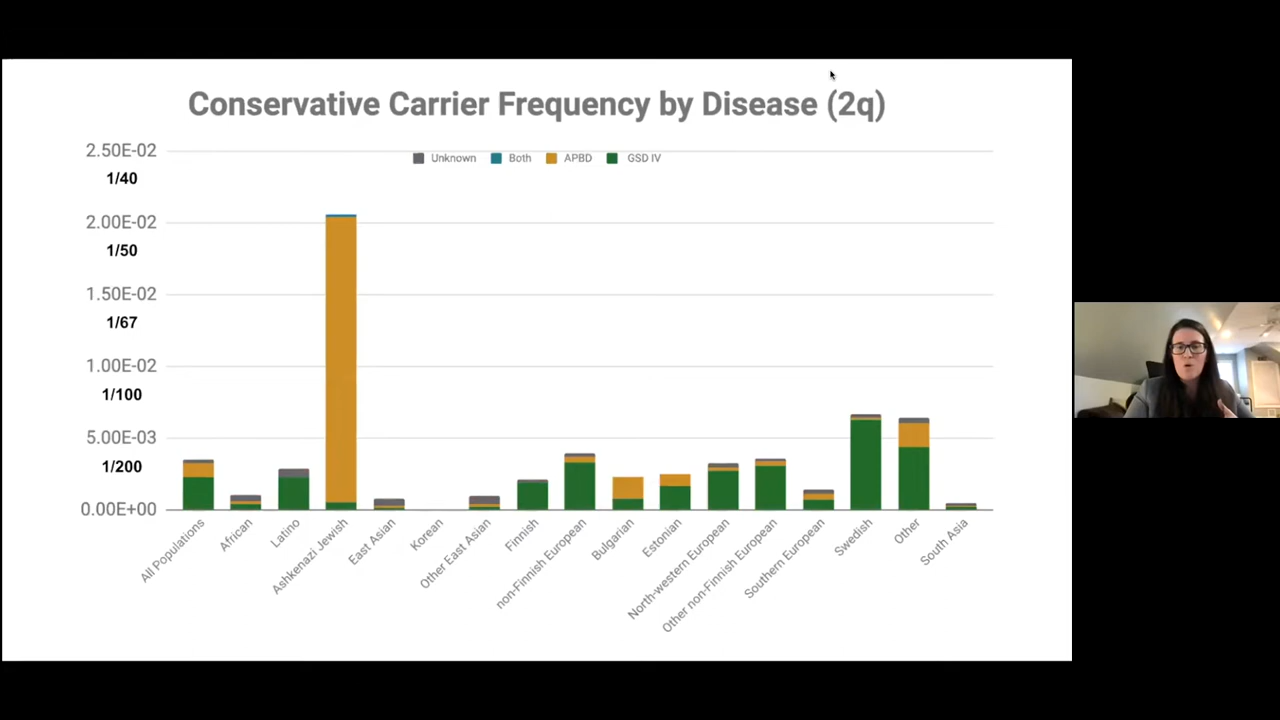 Conservative Carrier Frequency by Disease (2q)
Unknown Both APBD GSD IV
2.50E-02
1/40
2.00E-02
1/50
1.50E-02
1/67
1.00E-02
1/100
5.00E-03
1/200
0.00E+00
All Populations
African
Latino
Ashkenazi Jewish
East Asian
Korean
Other East Asian
Finnish
non-Finnish European
Bulgarian
Estonian
North-western European
Other non-Finnish European
Southern European
Swedish
Other
South Asia